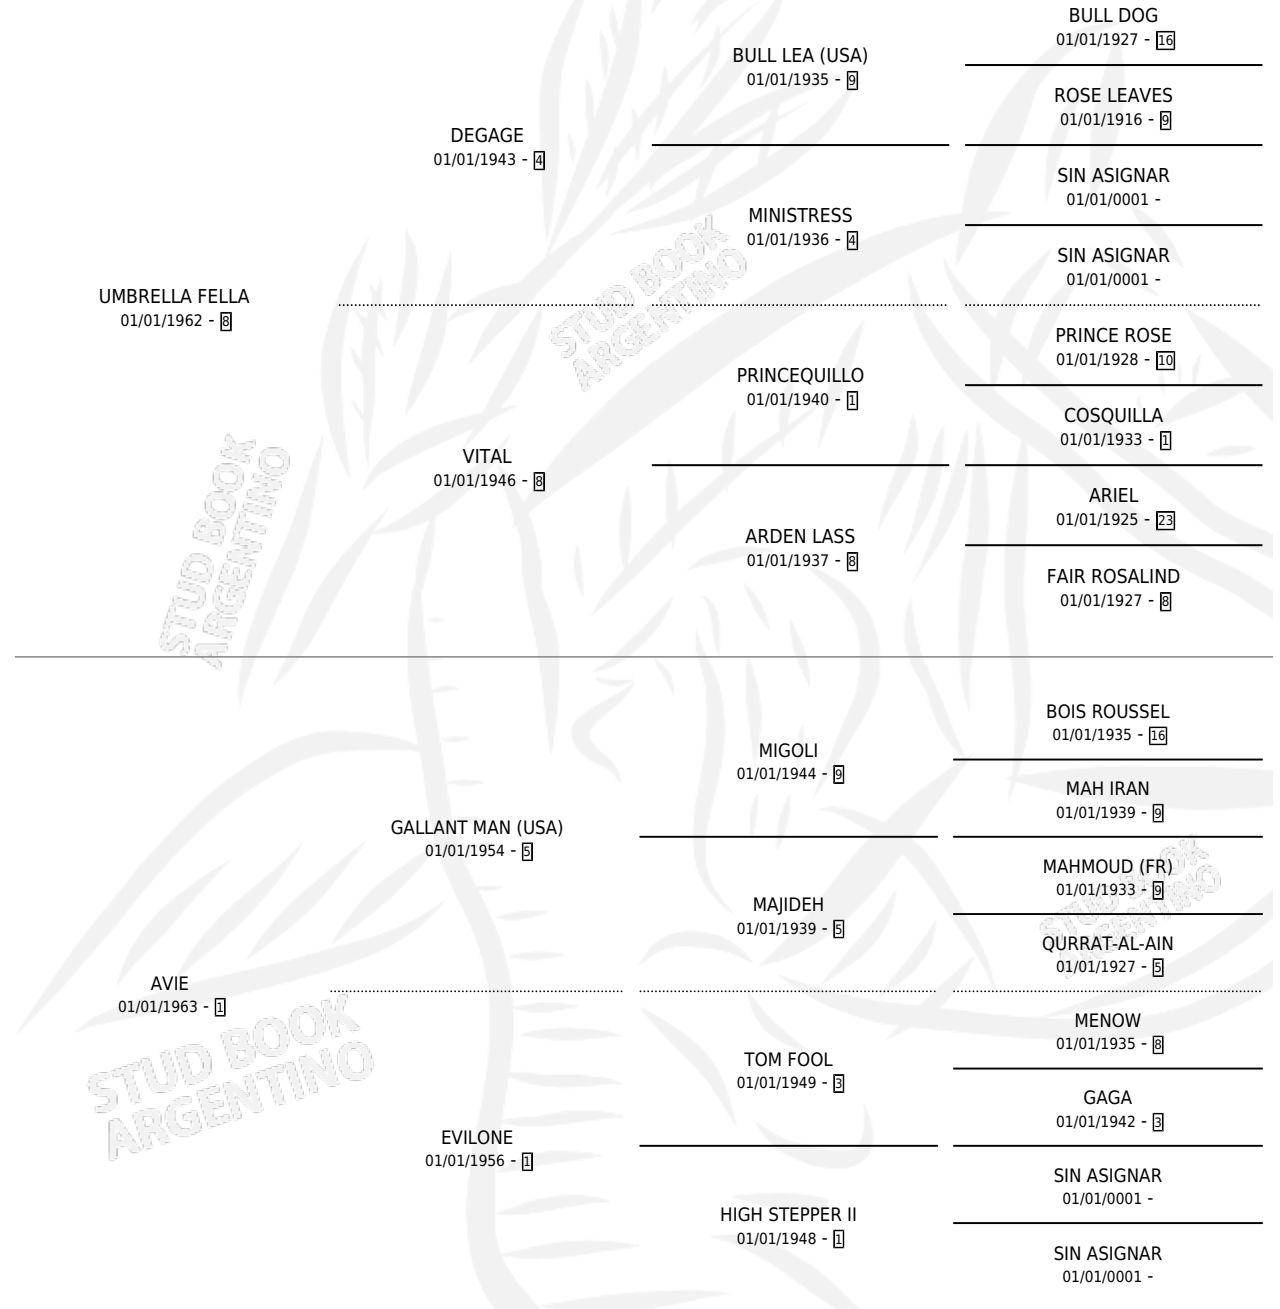 BULL DOG
01/01/1927 - 16
BULL LEA (USA)
01/01/1935 - 9
ROSE LEAVES
01/01/1916 - 9
DEGAGE
01/01/1943 - 4
SIN ASIGNAR
01/01/0001 -
MINISTRESS
01/01/1936 - 4
SIN ASIGNAR
01/01/0001 -
UMBRELLA FELLA
01/01/1962 - 8
PRINCE ROSE
01/01/1928 - 10
PRINCEQUILLO
01/01/1940 - 1
COSQUILLA
01/01/1933 - 1
VITAL
01/01/1946 - 8
ARIEL
01/01/1925 - 23
ARDEN LASS
01/01/1937 - 8
FAIR ROSALIND
01/01/1927 - 8
STUD BOOK
ARGENTINO
STUD BOOK
ARGENTINO
BOIS ROUSSEL
01/01/1935 - 16
MIGOLI
01/01/1944 - 9
MAH IRAN
01/01/1939 - 9
GALLANT MAN (USA)
01/01/1954 - 5
MAHMOUD (FR)
01/01/1933 - 9
MAJIDEH
01/01/1939 - 5
QURRAT-AL-AIN
01/01/1927 - 5
AVIE
01/01/1963 - 1
MENOW
01/01/1935 - 8
TOM FOOL
01/01/1949 - 3
GAGA
01/01/1942 - 3
EVILONE
01/01/1956 - 1
SIN ASIGNAR
01/01/0001 -
HIGH STEPPER II
01/01/1948 - 1
SIN ASIGNAR
01/01/0001 -
STUD BOOK
ARGENTINO
STUD BOOK
ARGENTINO